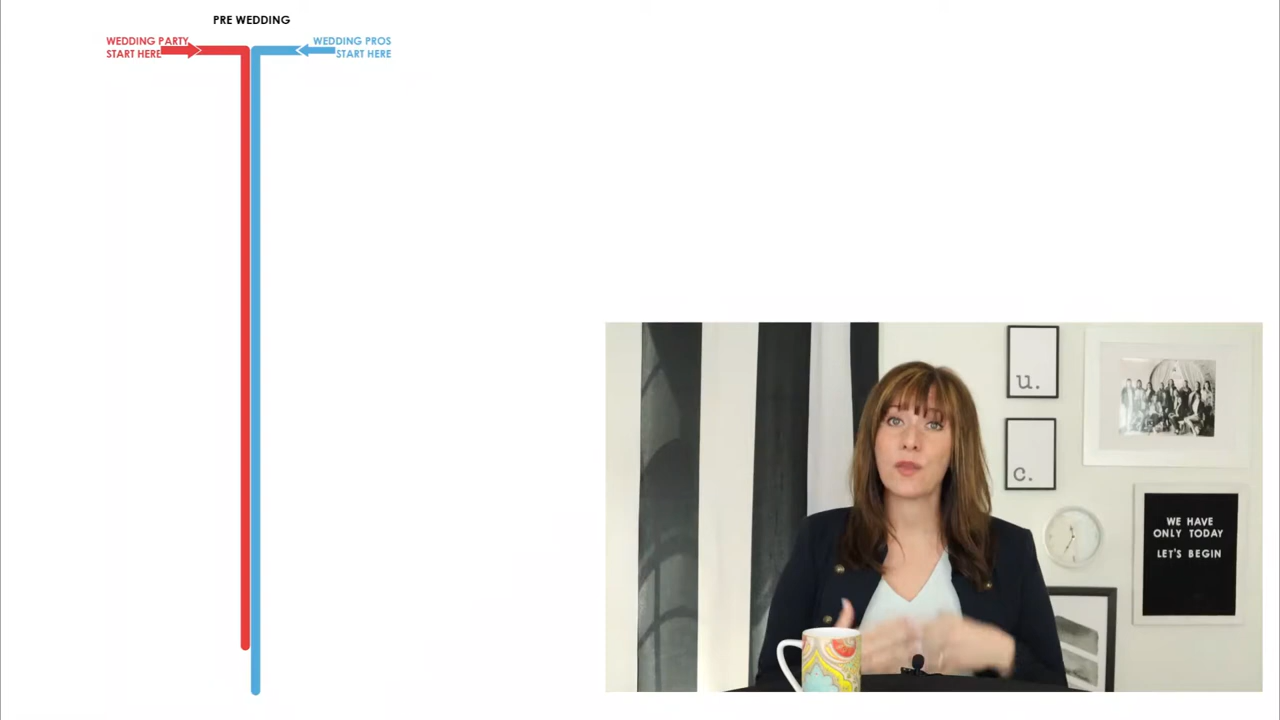 PRE WEDDING
WEDDING PARTY
START HERE
WEDDING PROS
START HERE
u.
c.
WE HAVE
ONLY TODAY
LET'S BEGIN